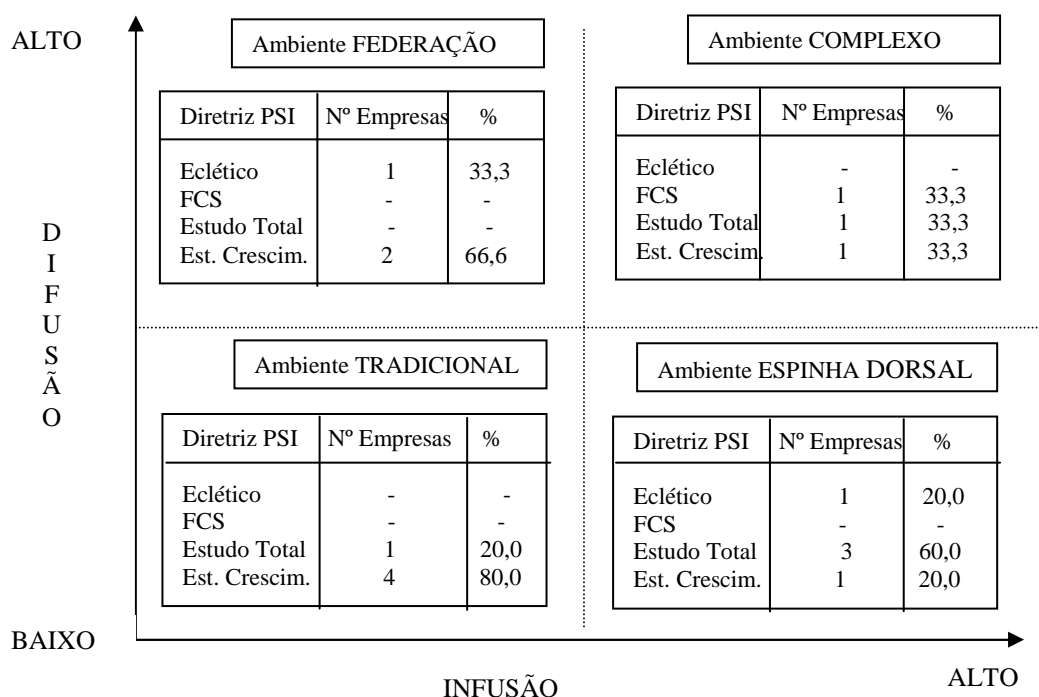 ALTO
Ambiente FEDERAÇÃO
Diretriz PSI Nº Empresas %
Eclético 1 33,3
FCS - -
Estudo Total - -
Est. Crescim. 2 66,6
Ambiente COMPLEXO
Diretriz PSI Nº Empresas %
Eclético - -
FCS 1 33,3
Estudo Total 1 33,3
Est. Crescim. 1 33,3
D
I
F
U
S
Ã
O
Ambiente TRADICIONAL
Diretriz PSI Nº Empresas %
Eclético - -
FCS - -
Estudo Total 1 20,0
Est. Crescim. 4 80,0
Ambiente ESPINHA DORSAL
Diretriz PSI Nº Empresas %
Eclético 1 20,0
FCS - -
Estudo Total 3 60,0
Est. Crescim. 1 20,0
BAIXO
INFUSÃO
ALTO